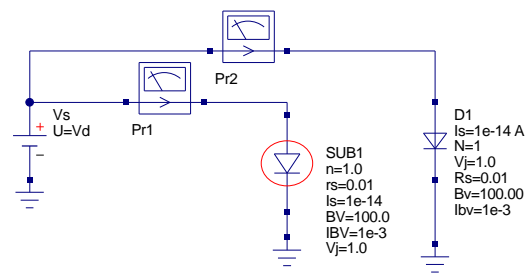 Pr2
Pr1
Vs
U=Vd
+
SUB1
n=1.0
rs=0.01
Is=1e-14
BV=100.0
IBV=1e-3
Vj=1.0
D1
Is=1e-14 A
N=1
Vj=1.0
Rs=0.01
Bv=100.00
Ibv=1e-3